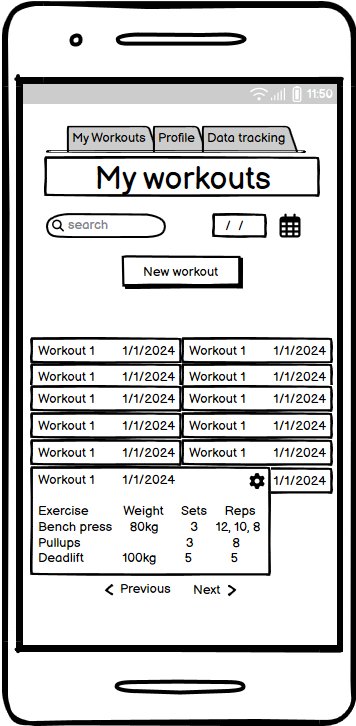 11:50
My Workouts Profile Data tracking
My workouts
search / /
New workout
Workout 1 1/1/2024 Workout 1 1/1/2024
Workout 1 1/1/2024 Workout 1 1/1/2024
Workout 1 1/1/2024 Workout 1 1/1/2024
Workout 1 1/1/2024 Workout 1 1/1/2024
Workout 1 1/1/2024 Workout 1 1/1/2024
Workout 1 1/1/2024 1/1/2024
Exercise Weight Sets Reps
Bench press 80kg 3 12, 10, 8
Pullups 3 8
Deadlift 100kg 5 5
Previous Next